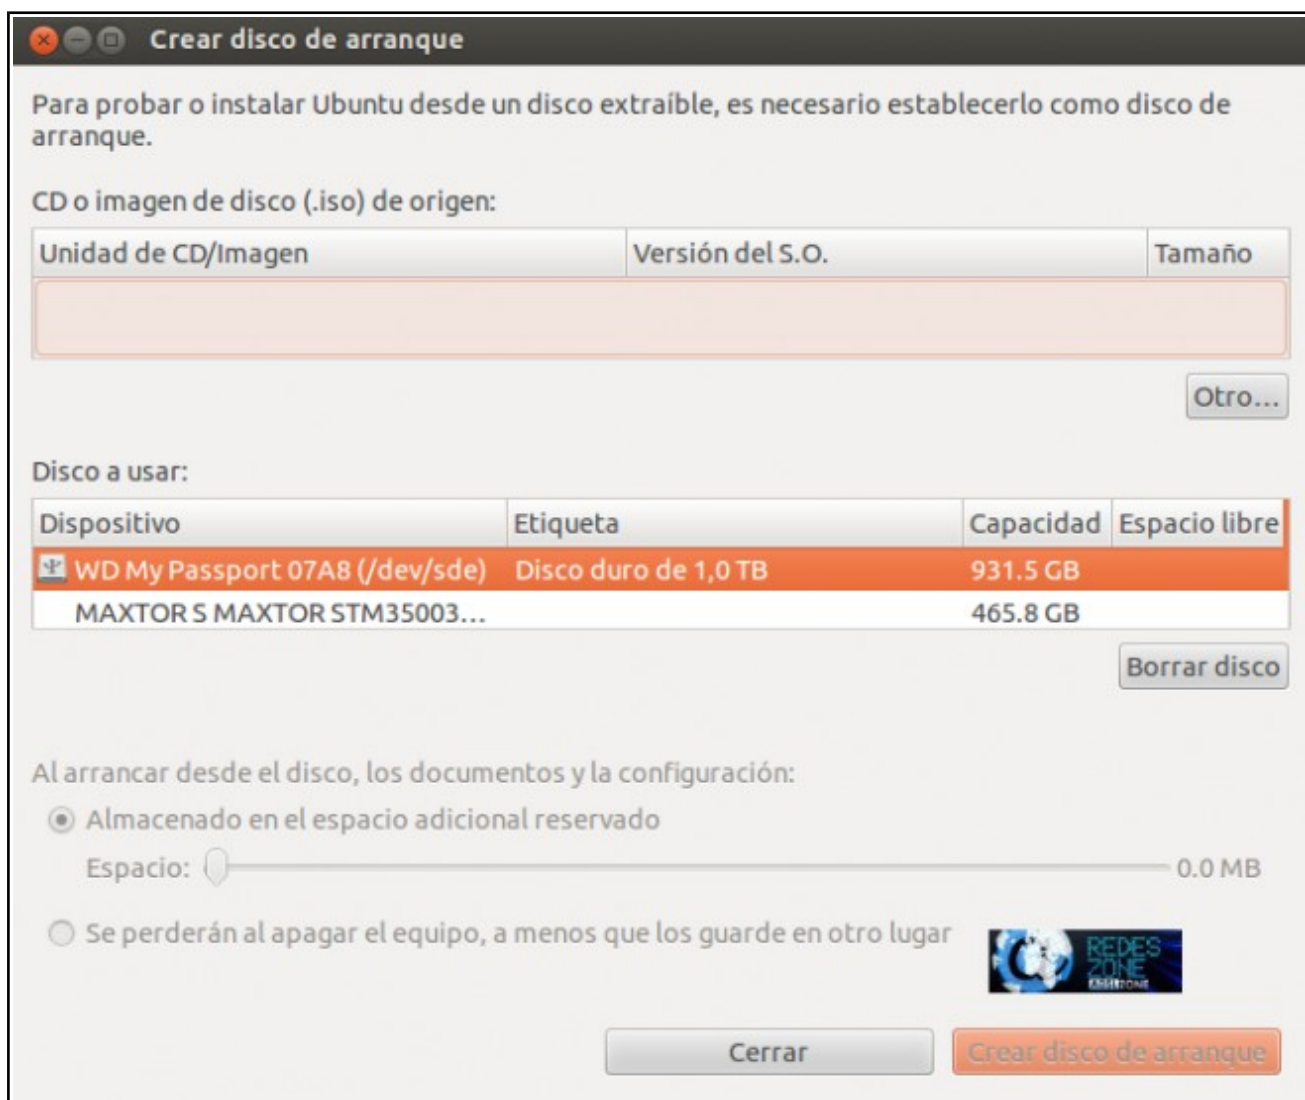 Crear disco de arranque
Para probar o instalar Ubuntu desde un disco extraíble, es necesario establecerlo como disco de
arranque.
CD o imagen de disco (.iso) de origen:
Unidad de CD/Imagen Versión del S.O. Tamaño
Otro...
Disco a usar:
Dispositivo Etiqueta Capacidad Espacio libre
WD My Passport 07A8 (/dev/sde) Disco duro de 1,0 TB 931.5 GB
MAXTOR S MAXTOR STM35003... 465.8 GB
Borrar disco
Al arrancar desde el disco, los documentos y la configuración:
Almacenado en el espacio adicional reservado
Espacio: 0.0 MB
Se perderán al apagar el equipo, a menos que los guarde en otro lugar
REDES
ZONE
ADSLZONE
Cerrar Crear disco de arranque